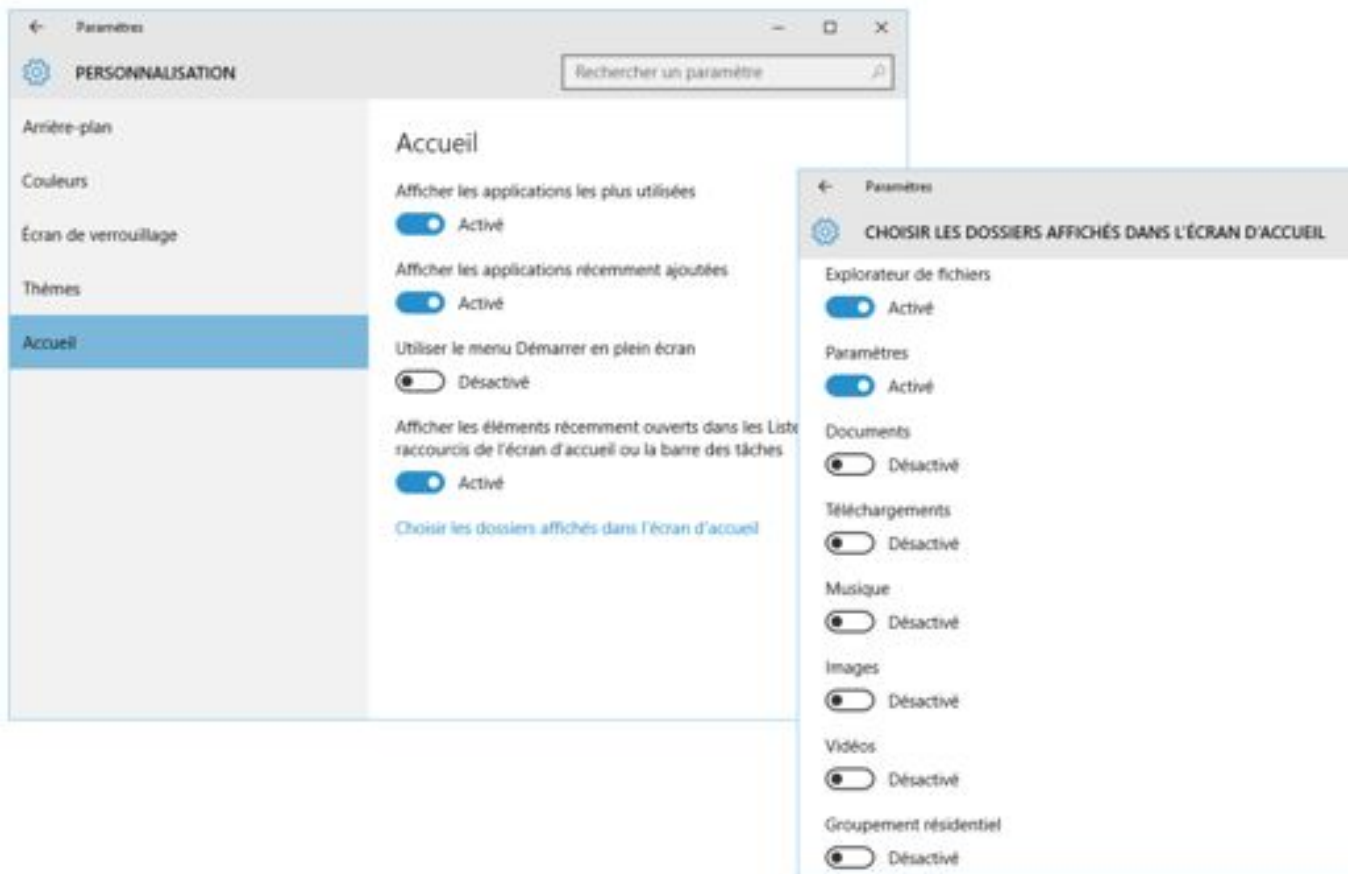 Paramètres
PERSONNALISATION
Rechercher un paramètre
Arrière-plan
Couleurs
Écran de verrouillage
Thèmes
Accueil
Accueil
Afficher les applications les plus utilisées
Activé
Afficher les applications récemment ajoutées
Activé
Utiliser le menu Démarrer en plein écran
Désactivé
Afficher les éléments récemment ouverts dans les Liste
raccourcis de l'écran d'accueil ou la barre des tâches
Activé
Choisir les dossiers affichés dans l'écran d'accueil
Paramètres
CHOISIR LES DOSSIERS AFFICHÉS DANS L'ÉCRAN D'ACCUEIL
Explorateur de fichiers
Activé
Paramètres
Activé
Documents
Désactivé
Téléchargements
Désactivé
Musique
Désactivé
Images
Désactivé
Vidéos
Désactivé
Groupement résidentiel
Désactivé